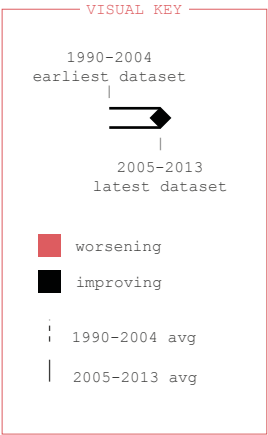 VISUAL KEY
1990-2004
earliest dataset
2005-2013
latest dataset
worsening
improving
1990-2004 avg
2005-2013 avg